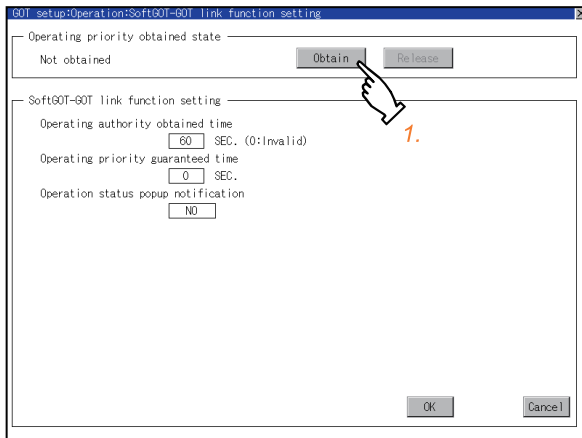 GOT setup:Operation:SoftGOT-GOT link function setting
Operating priority obtained state
Not obtained Obtain Release
SoftGOT-GOT link function setting
Operating authority obtained time
60 SEC. (0:Invalid)
Operating priority guaranteed time
0 SEC.
Operation status popup notification
NO
1.
OK Cancel